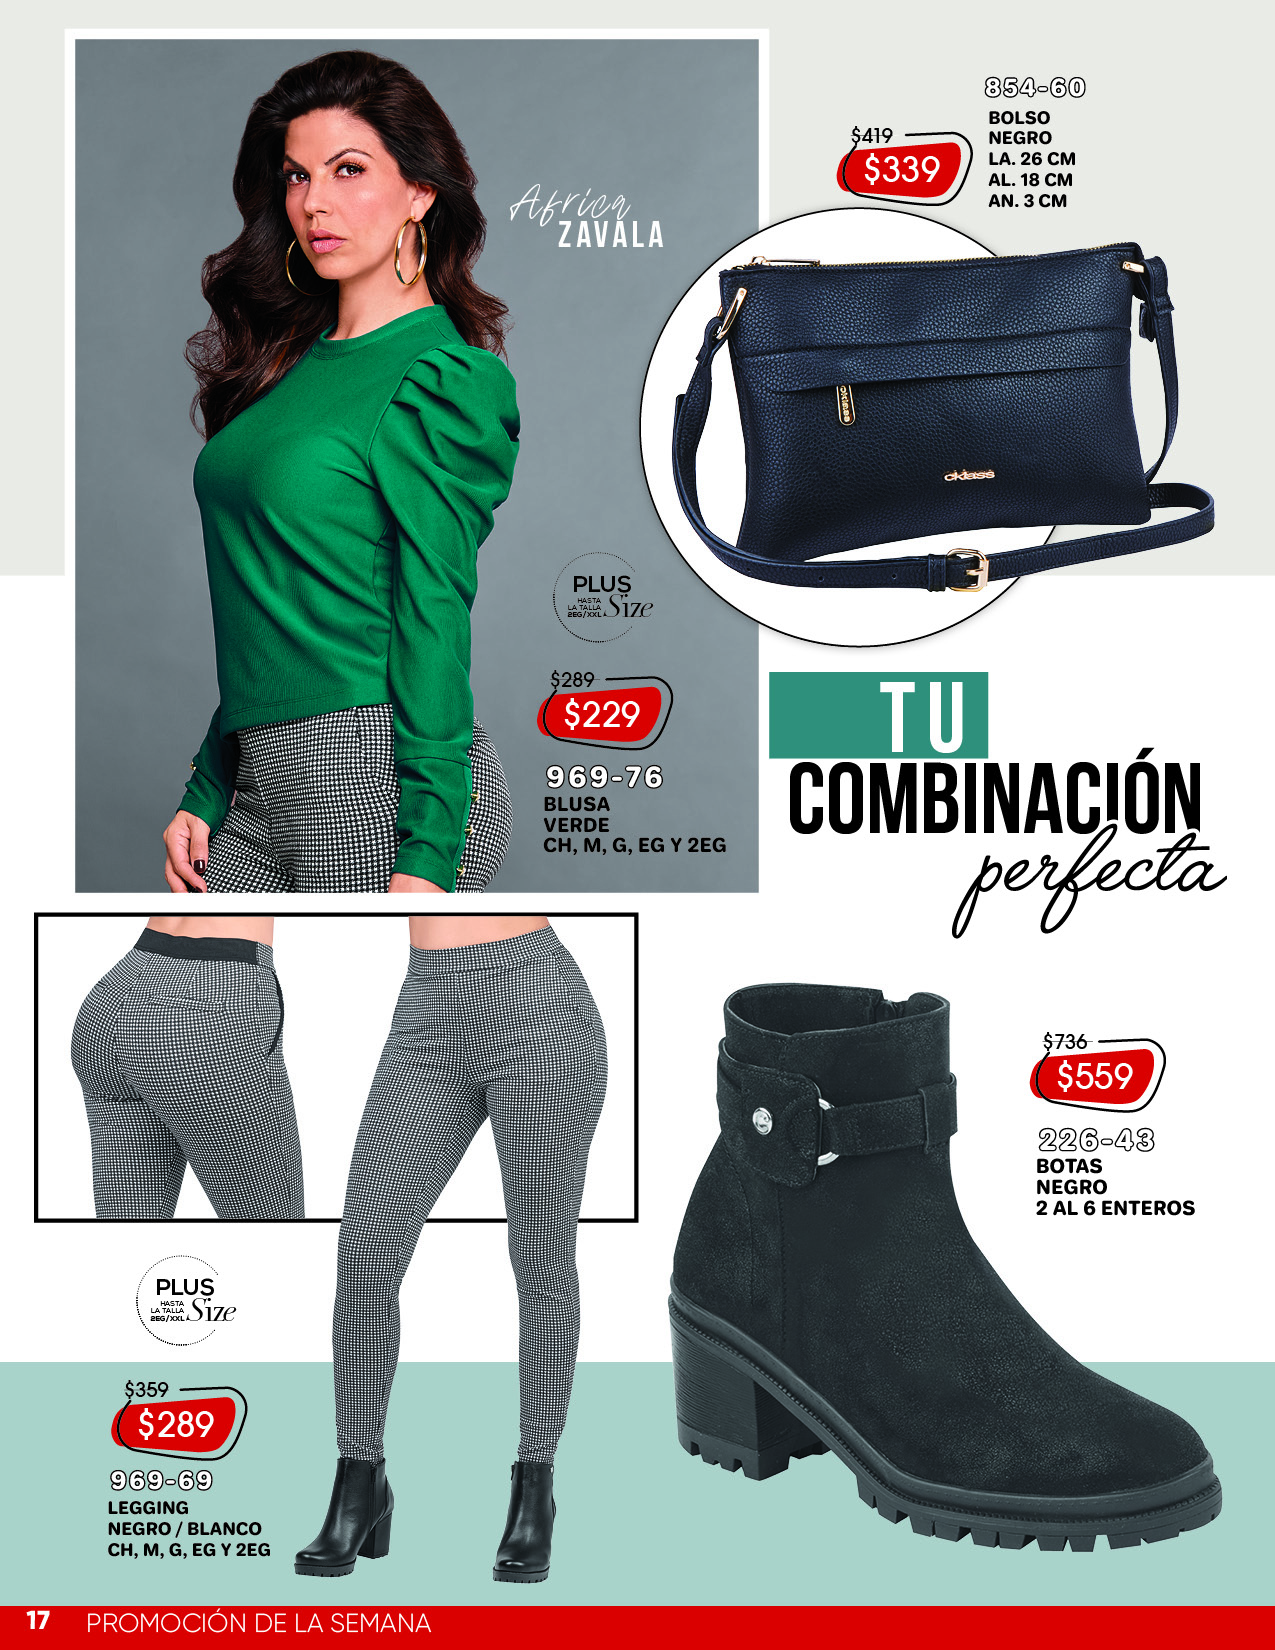 Africa
ZAVALA
854-60
BOLSO
NEGRO
LA. 26 CM
AL. 18 CM
AN. 3 CM
$419
$339
cklass
cklass
PLUS
HASTA
LA TALLA
2EG/XXL
Size
$289
$229
969-76
BLUSA
VERDE
CH, M, G, EG Y 2EG
TU
COMBINACIÓN
perfecta
$736
$559
226-43
BOTAS
NEGRO
2 AL 6 ENTEROS
PLUS
HASTA
LA TALLA
2EG/XXL
Size
$359
$289
969-69
LEGGING
NEGRO / BLANCO
CH, M, G, EG Y 2EG
17 PROMOCIÓN DE LA SEMANA